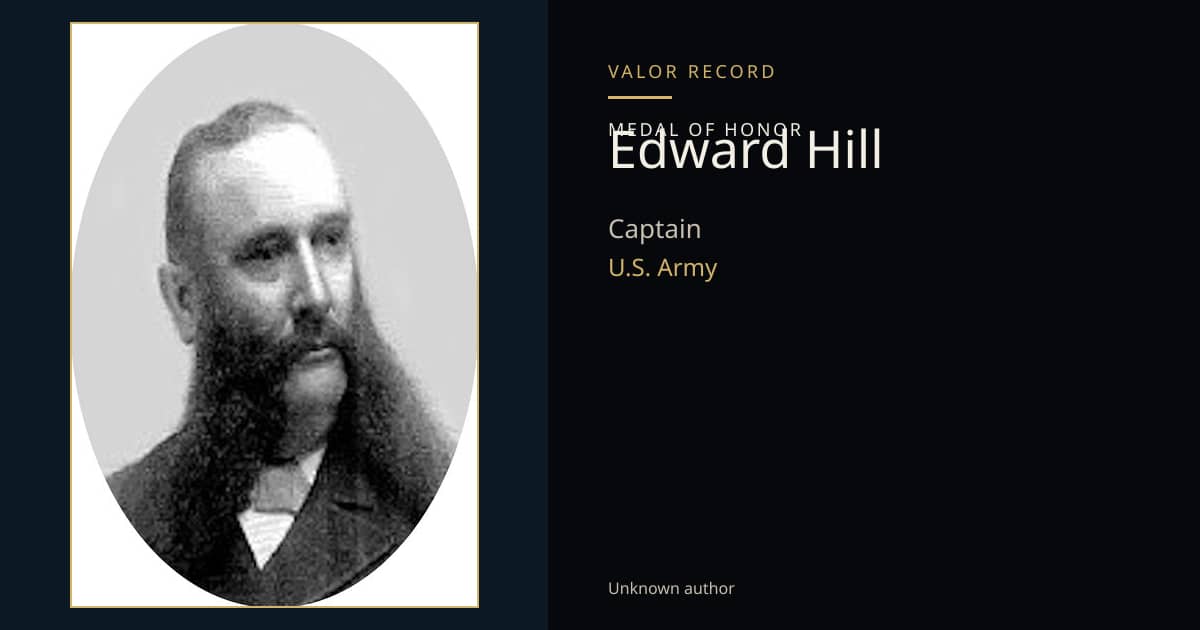 VALOR RECORD
MEDAL OF HONOR
Edward Hill
Captain
U.S. Army
Unknown author